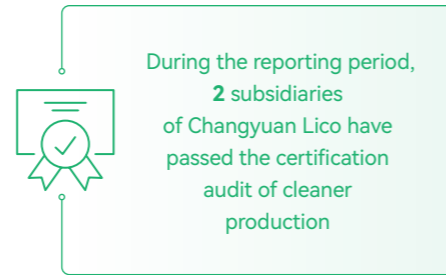 During the reporting period,
2 subsidiaries
of Changyuan Lico have
passed the certification
audit of cleaner
production